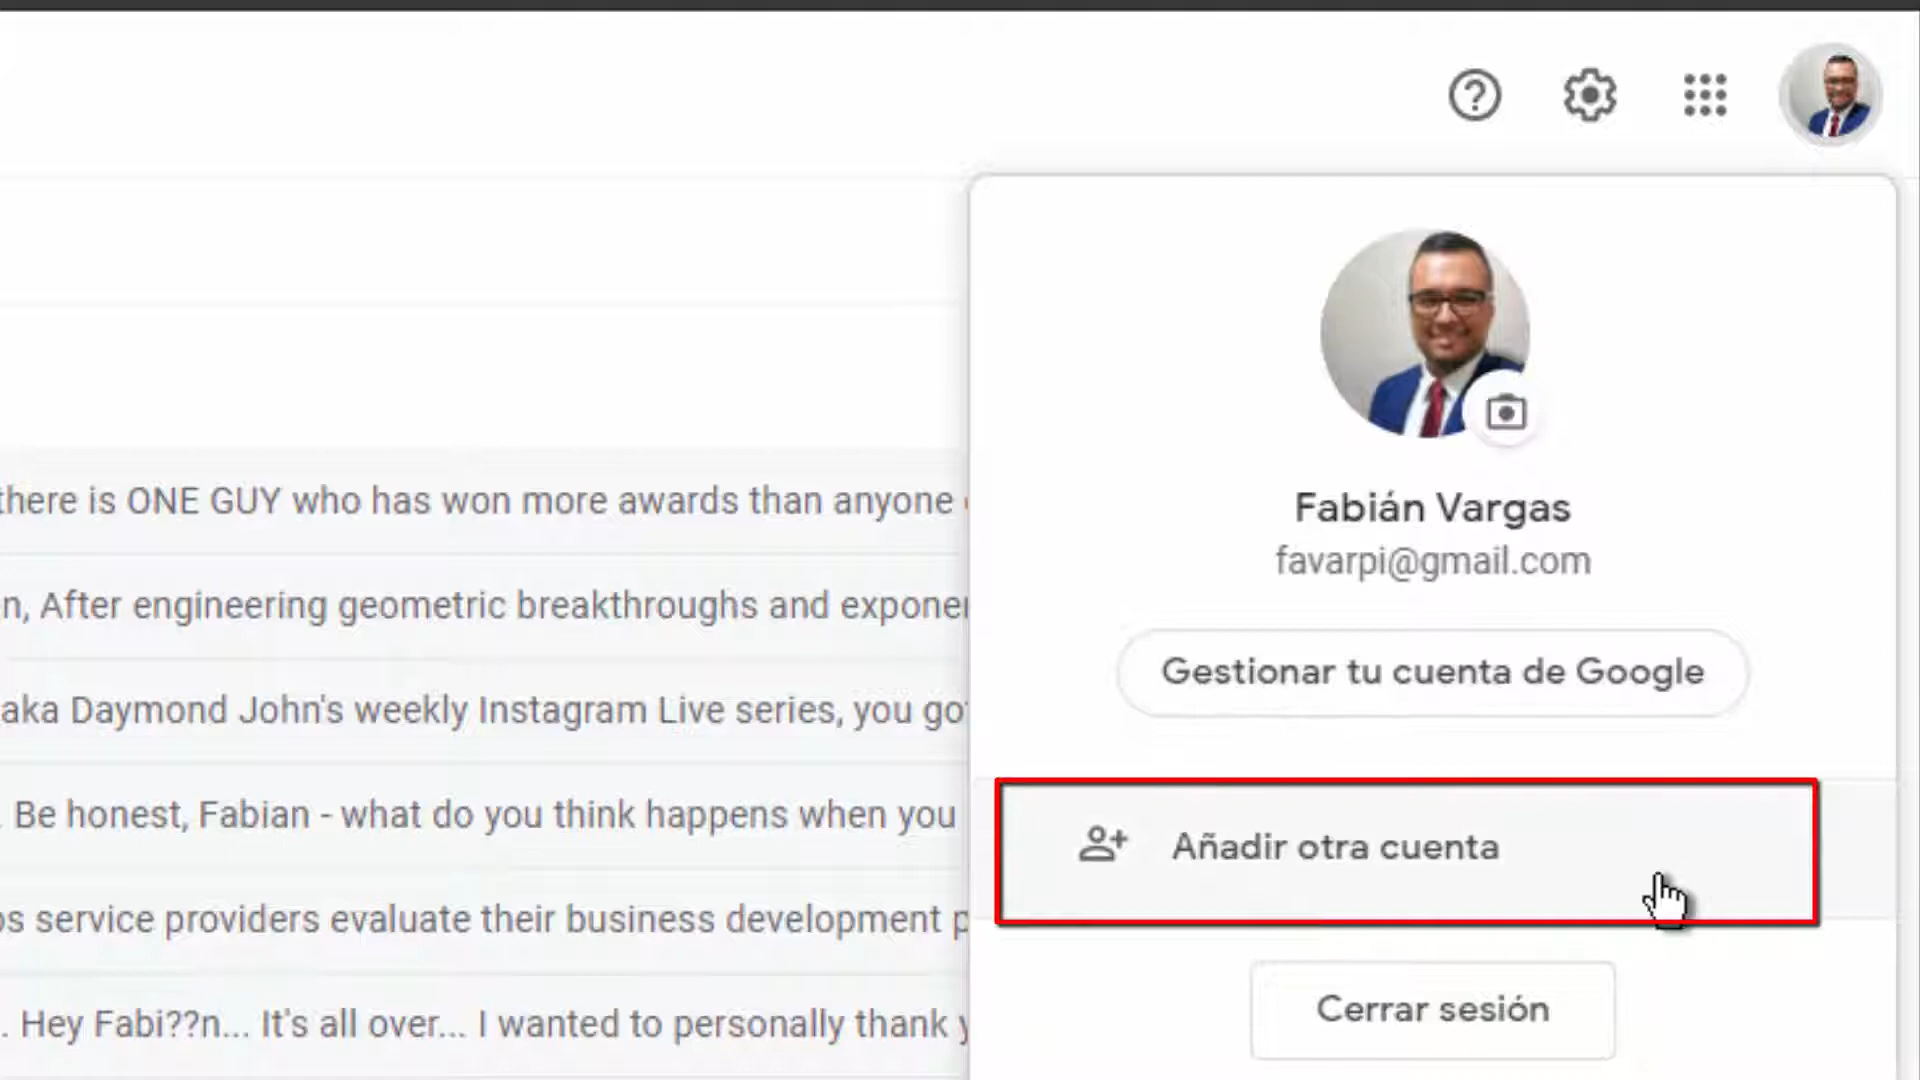 there is ONE GUY who has won more awards than anyone
n, After engineering geometric breakthroughs and expone
aka Daymond John's weekly Instagram Live series, you go
. Be honest, Fabian - what do you think happens when you
os service providers evaluate their business development p
. Hey Fabi??n... It's all over... I wanted to personally thank y
Fabián Vargas
favarpi@gmail.com
Gestionar tu cuenta de Google
Añadir otra cuenta
Cerrar sesión